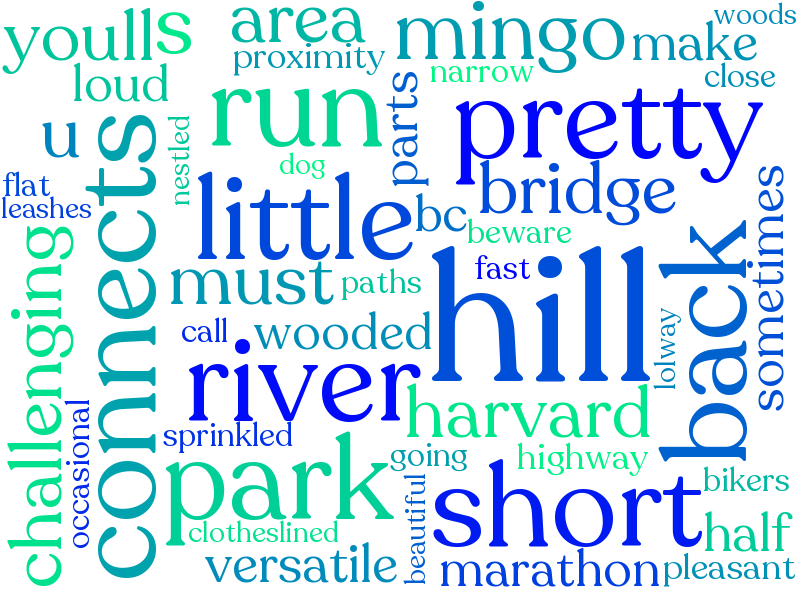 youll
s
area
mingo
woods
proximity
make
loud
narrow
close
u
run
parts
pretty
nestled
dog
flat
leashes
connects
little
bc
bridge
beware
sometimes
must
paths
fast
hill
back
challenging
call
wooded
lolway
river
harvard
occasional
sprinkled
park
going
highway
bikers
clotheslined
beautiful
short
half
versatile
marathon
pleasant